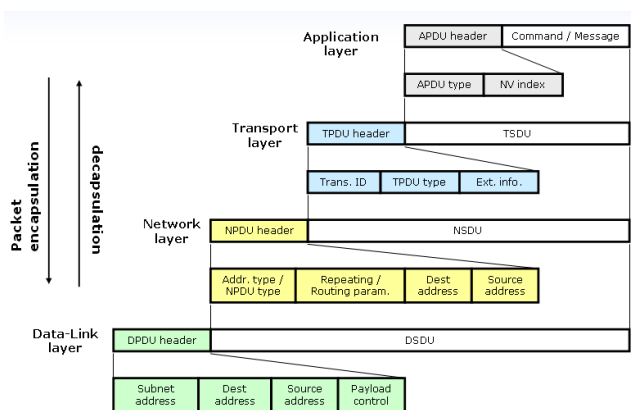 Application
layer
APDU header
Command / Message
APDU type
NV index
Packet
encapsulation
decapsulation
Transport
layer
TPDU header
TSDU
Trans. ID
TPDU type
Ext. info.
Network
layer
NPDU header
NSDU
Addr. type /
NPDU type
Repeating /
Routing param.
Dest
address
Source
address
Data-Link
layer
DPDU header
DSDU
Subnet
address
Dest
address
Source
address
Payload
control